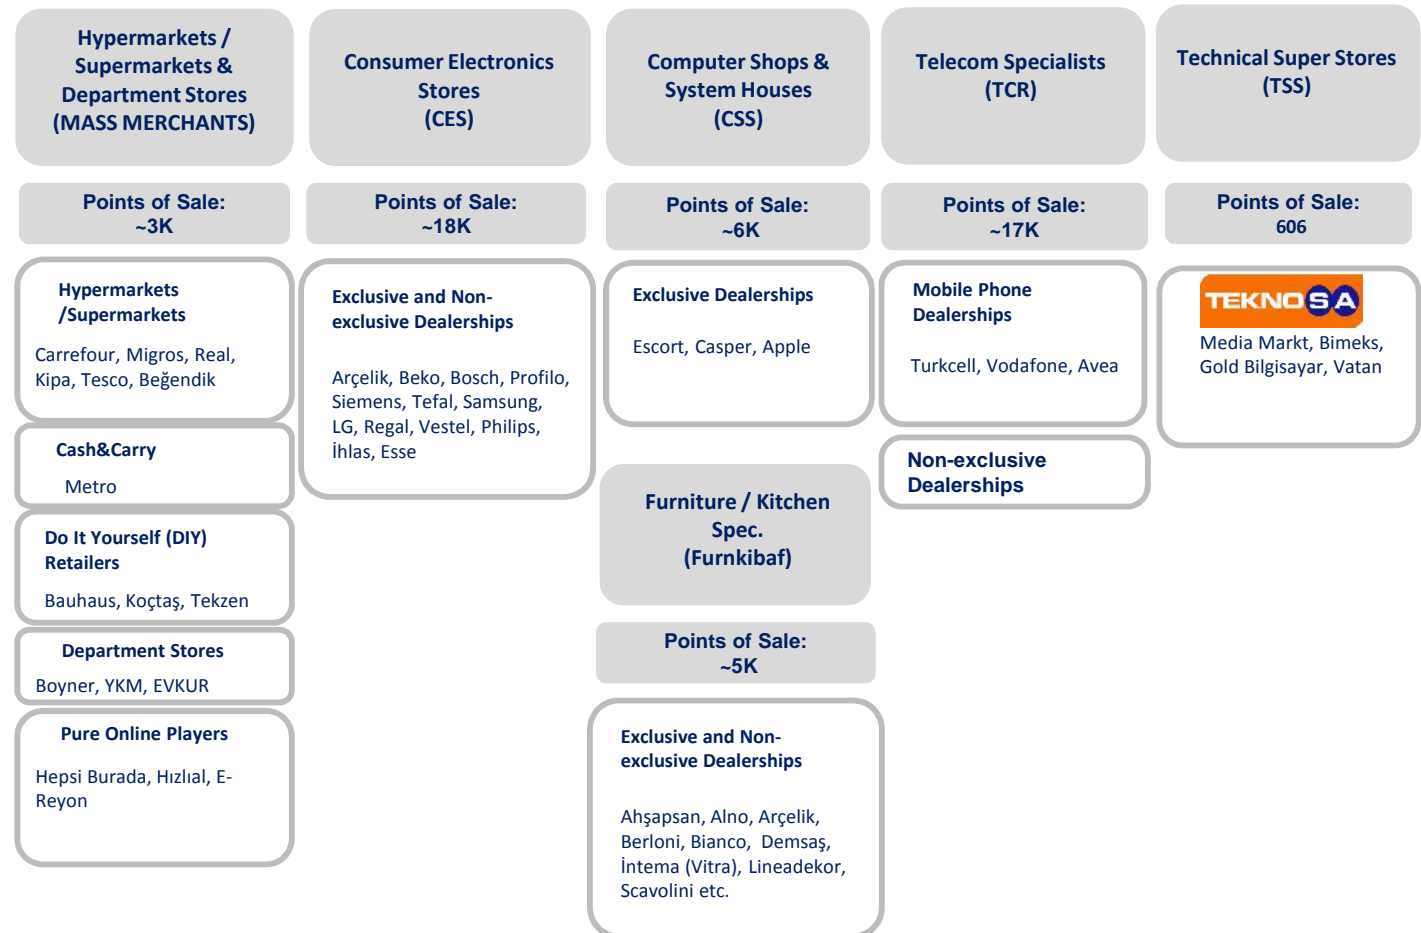 Hypermarkets /
Supermarkets &
Department Stores
(MASS MERCHANTS)
Points of Sale:
~3K
Hypermarkets
/Supermarkets
Carrefour, Migros, Real,
Kipa, Tesco, Beğendik
Cash&Carry
Metro
Do It Yourself (DIY)
Retailers
Bauhaus, Koçtaş, Tekzen
Department Stores
Boyner, YKM, EVKUR
Pure Online Players
Hepsi Burada, Hızlıal, E-
Reyon
Consumer Electronics
Stores
(CES)
Points of Sale:
~18K
Exclusive and Non-
exclusive Dealerships
Arçelik, Beko, Bosch, Profilo,
Siemens, Tefal, Samsung,
LG, Regal, Vestel, Philips,
İhlas, Esse
Computer Shops &
System Houses
(CSS)
Points of Sale:
~6K
Exclusive Dealerships
Escort, Casper, Apple
Furniture / Kitchen
Spec.
(Furnkibaf)
Points of Sale:
~5K
Exclusive and Non-
exclusive Dealerships
Ahşapsan, Alno, Arçelik,
Berloni, Bianco, Demsaş,
İntema (Vitra), Lineadekor,
Scavolini etc.
Telecom Specialists
(TCR)
Points of Sale:
~17K
Mobile Phone
Dealerships
Turkcell, Vodafone, Avea
Non-exclusive
Dealerships
Technical Super Stores
(TSS)
Points of Sale:
606
TEKNOSA
Media Markt, Bimeks,
Gold Bilgisayar, Vatan